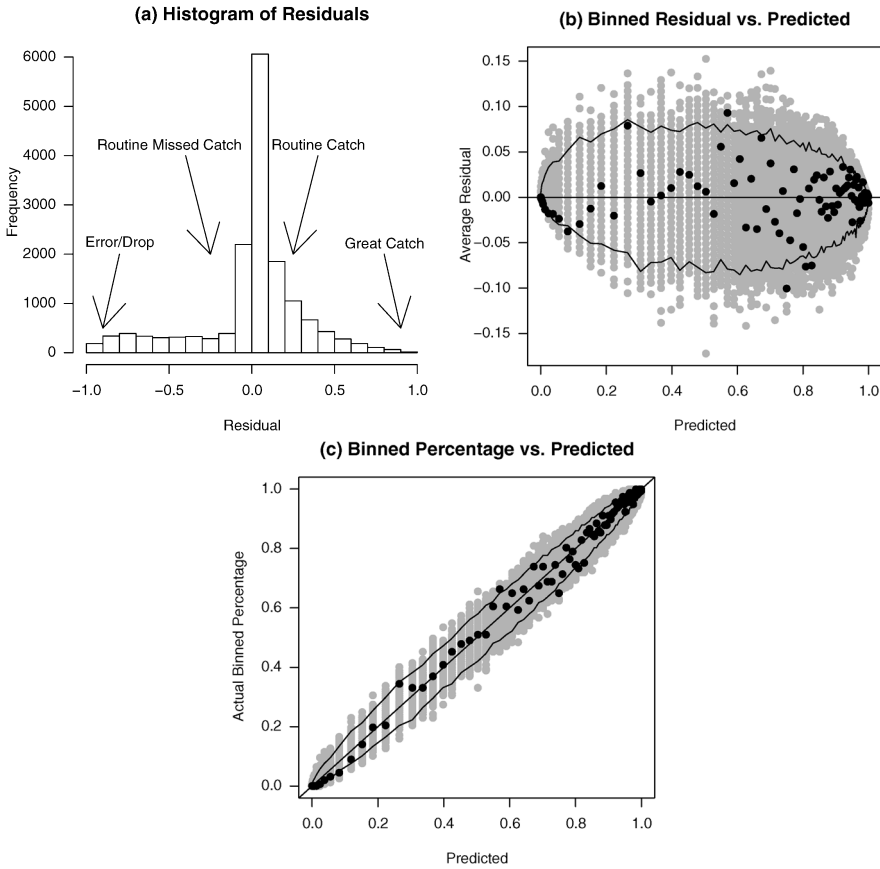 (a) Histogram of Residuals
Frequency
6000
5000
4000
3000
2000
1000
0
Routine Missed Catch
Routine Catch
Error/Drop
Great Catch
−1.0 −0.5 0.0 0.5 1.0
Residual
(b) Binned Residual vs. Predicted
Average Residual
0.15
0.10
0.05
0.00
−0.05
−0.10
−0.15
0.0 0.2 0.4 0.6 0.8 1.0
Predicted
(c) Binned Percentage vs. Predicted
Actual Binned Percentage
1.0
0.8
0.6
0.4
0.2
0.0
0.0 0.2 0.4 0.6 0.8 1.0
Predicted